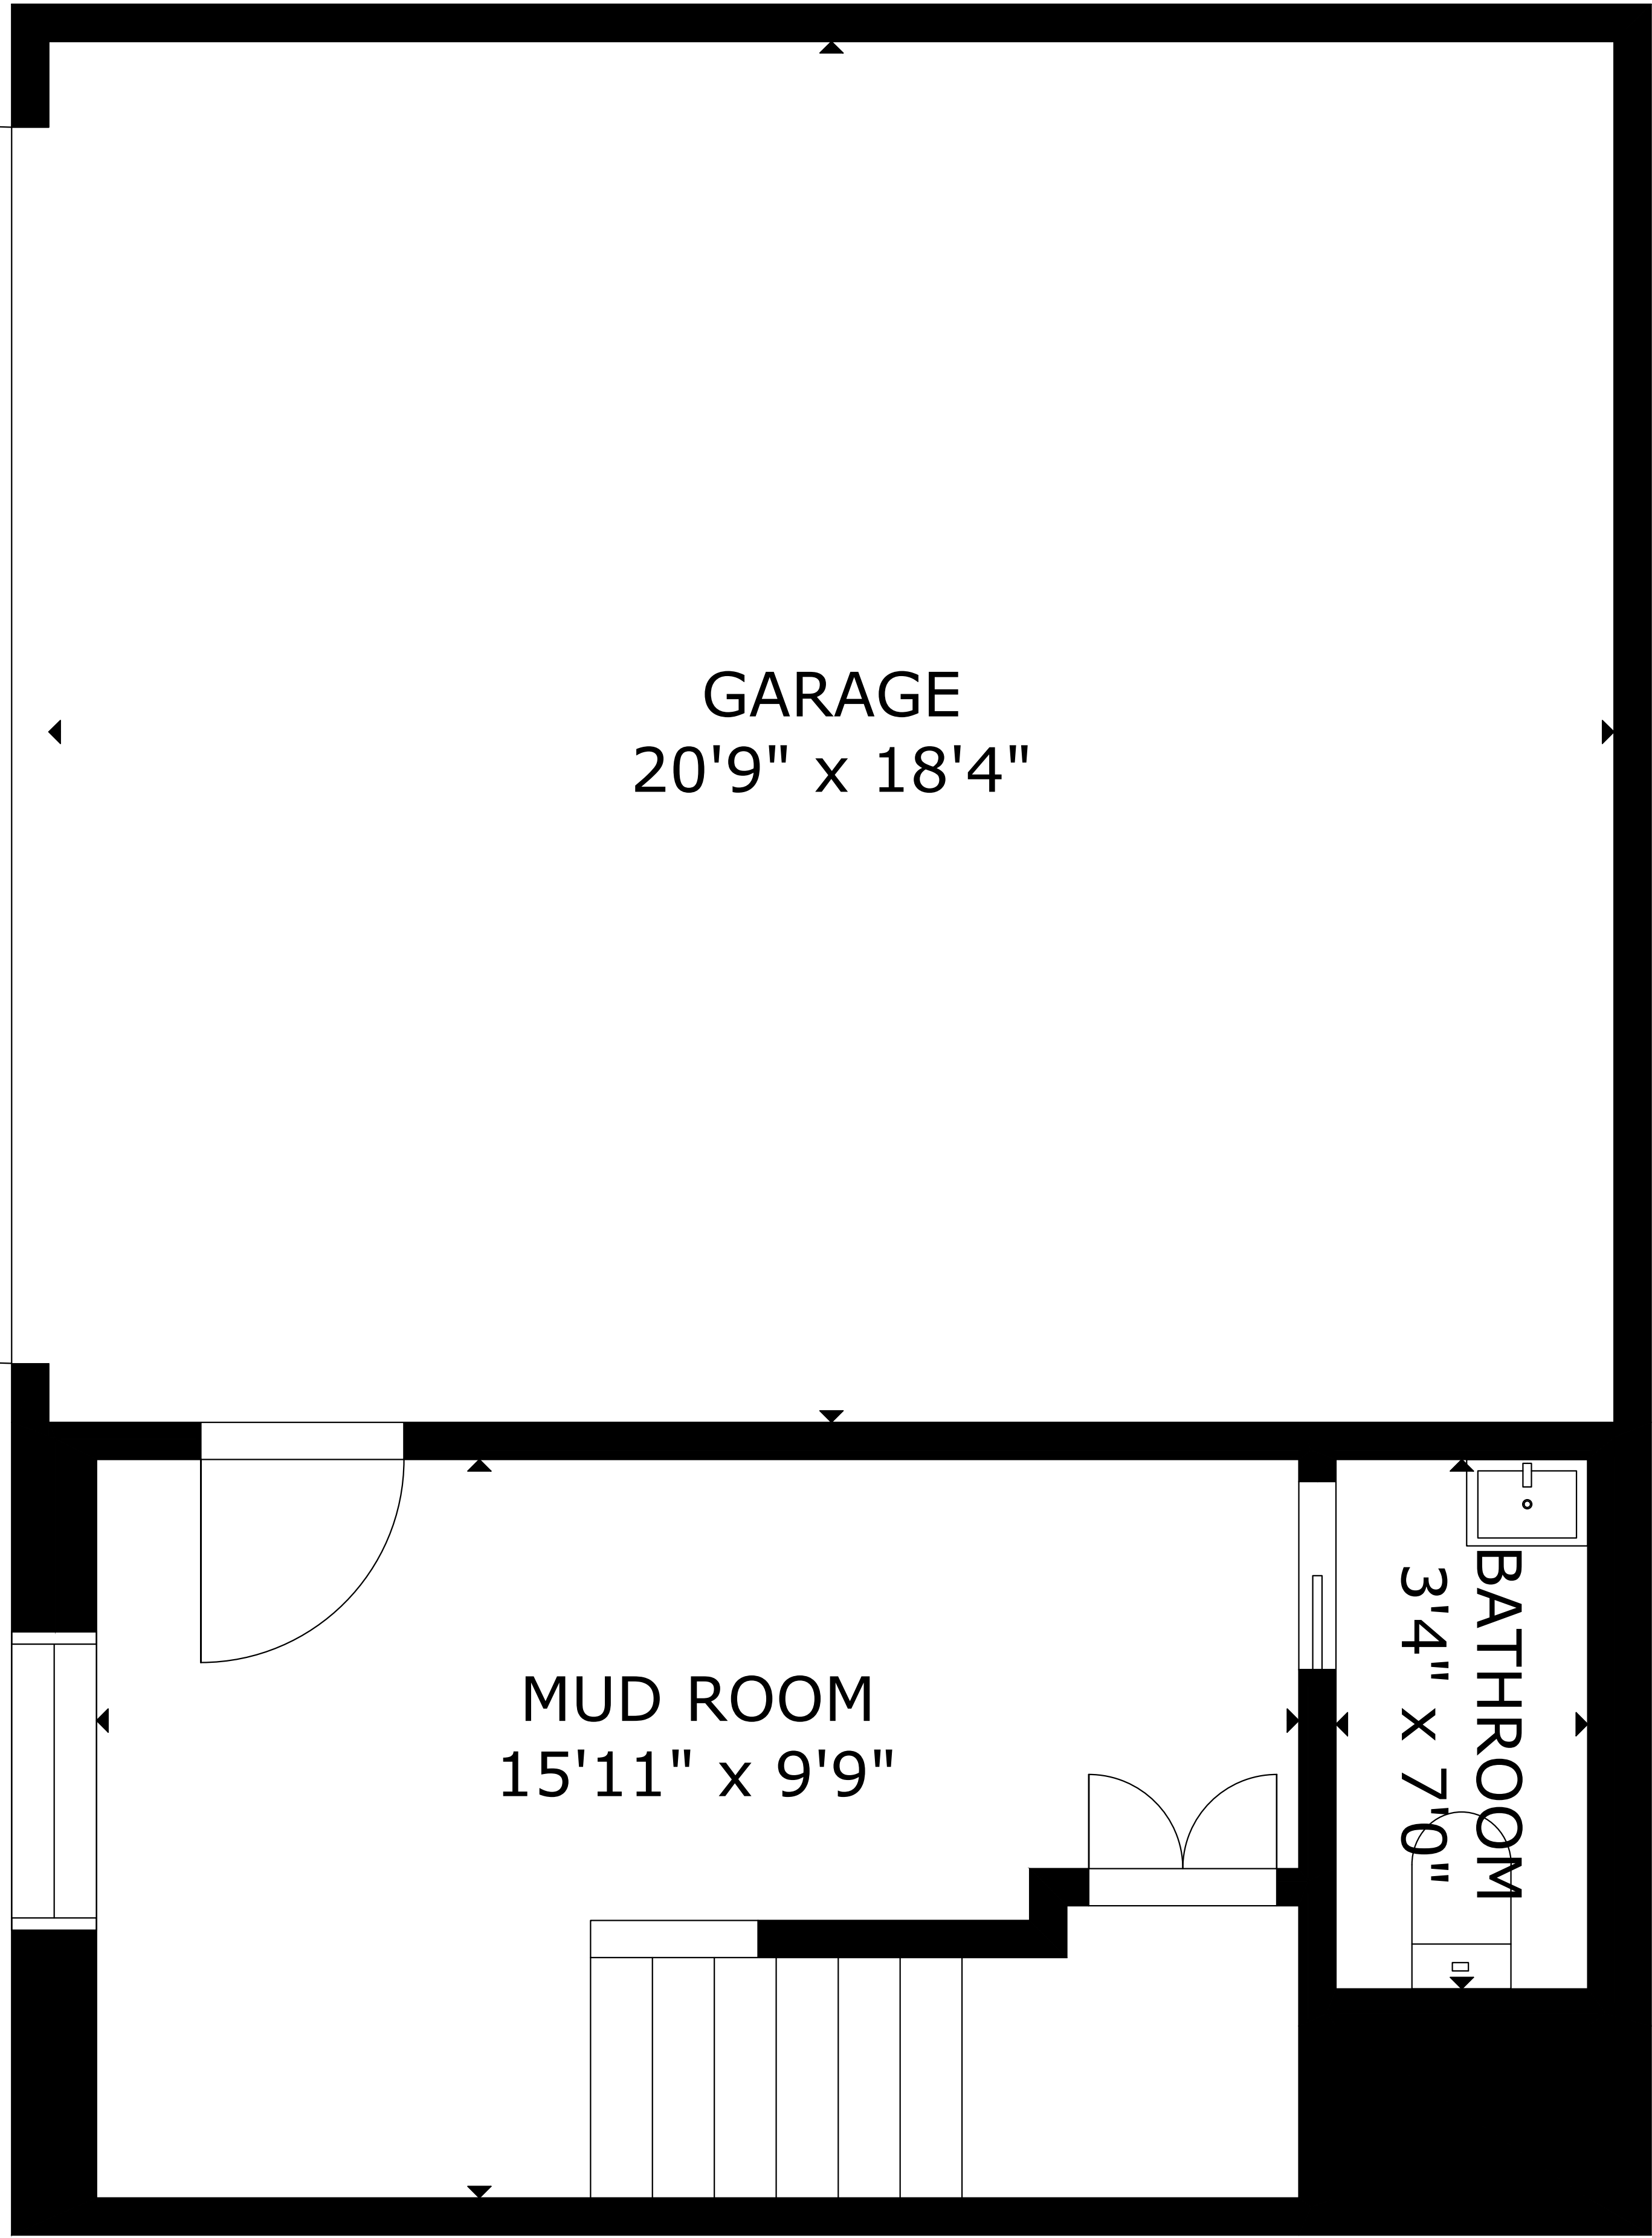 GARAGE
20'9" x 18'4"
MUD ROOM
15'11" x 9'9"
BATHROOM
3'4" x 7'0"